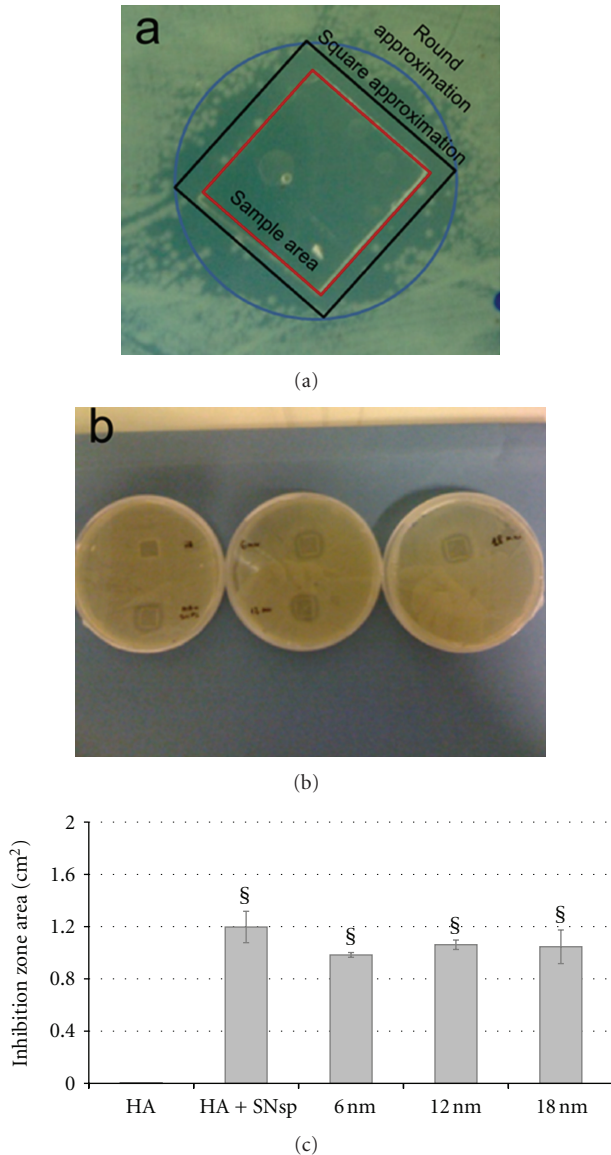 a
Round
approximation
Square approximation
Sample area
(a)
b
(b)
Inhibition zone area (cm²)
2
1.6
1.2
0.8
0.4
0
§
§
§
§
HA
HA + SNsp
6 nm
12 nm
18 nm
(c)